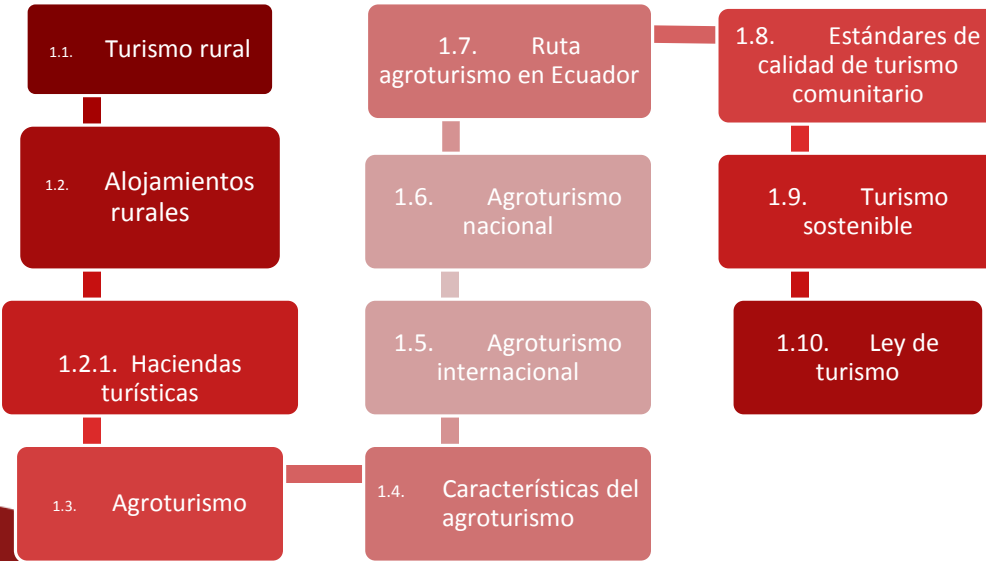 1.1. Turismo rural
1.2. Alojamientos
rurales
1.2.1. Haciendas
turísticas
1.3. Agroturismo
1.4. Características del
agroturismo
1.5. Agroturismo
internacional
1.6. Agroturismo
nacional
1.7. Ruta
agroturismo en Ecuador
1.8. Estándares de
calidad de turismo
comunitario
1.9. Turismo
sostenible
1.10. Ley de
turismo